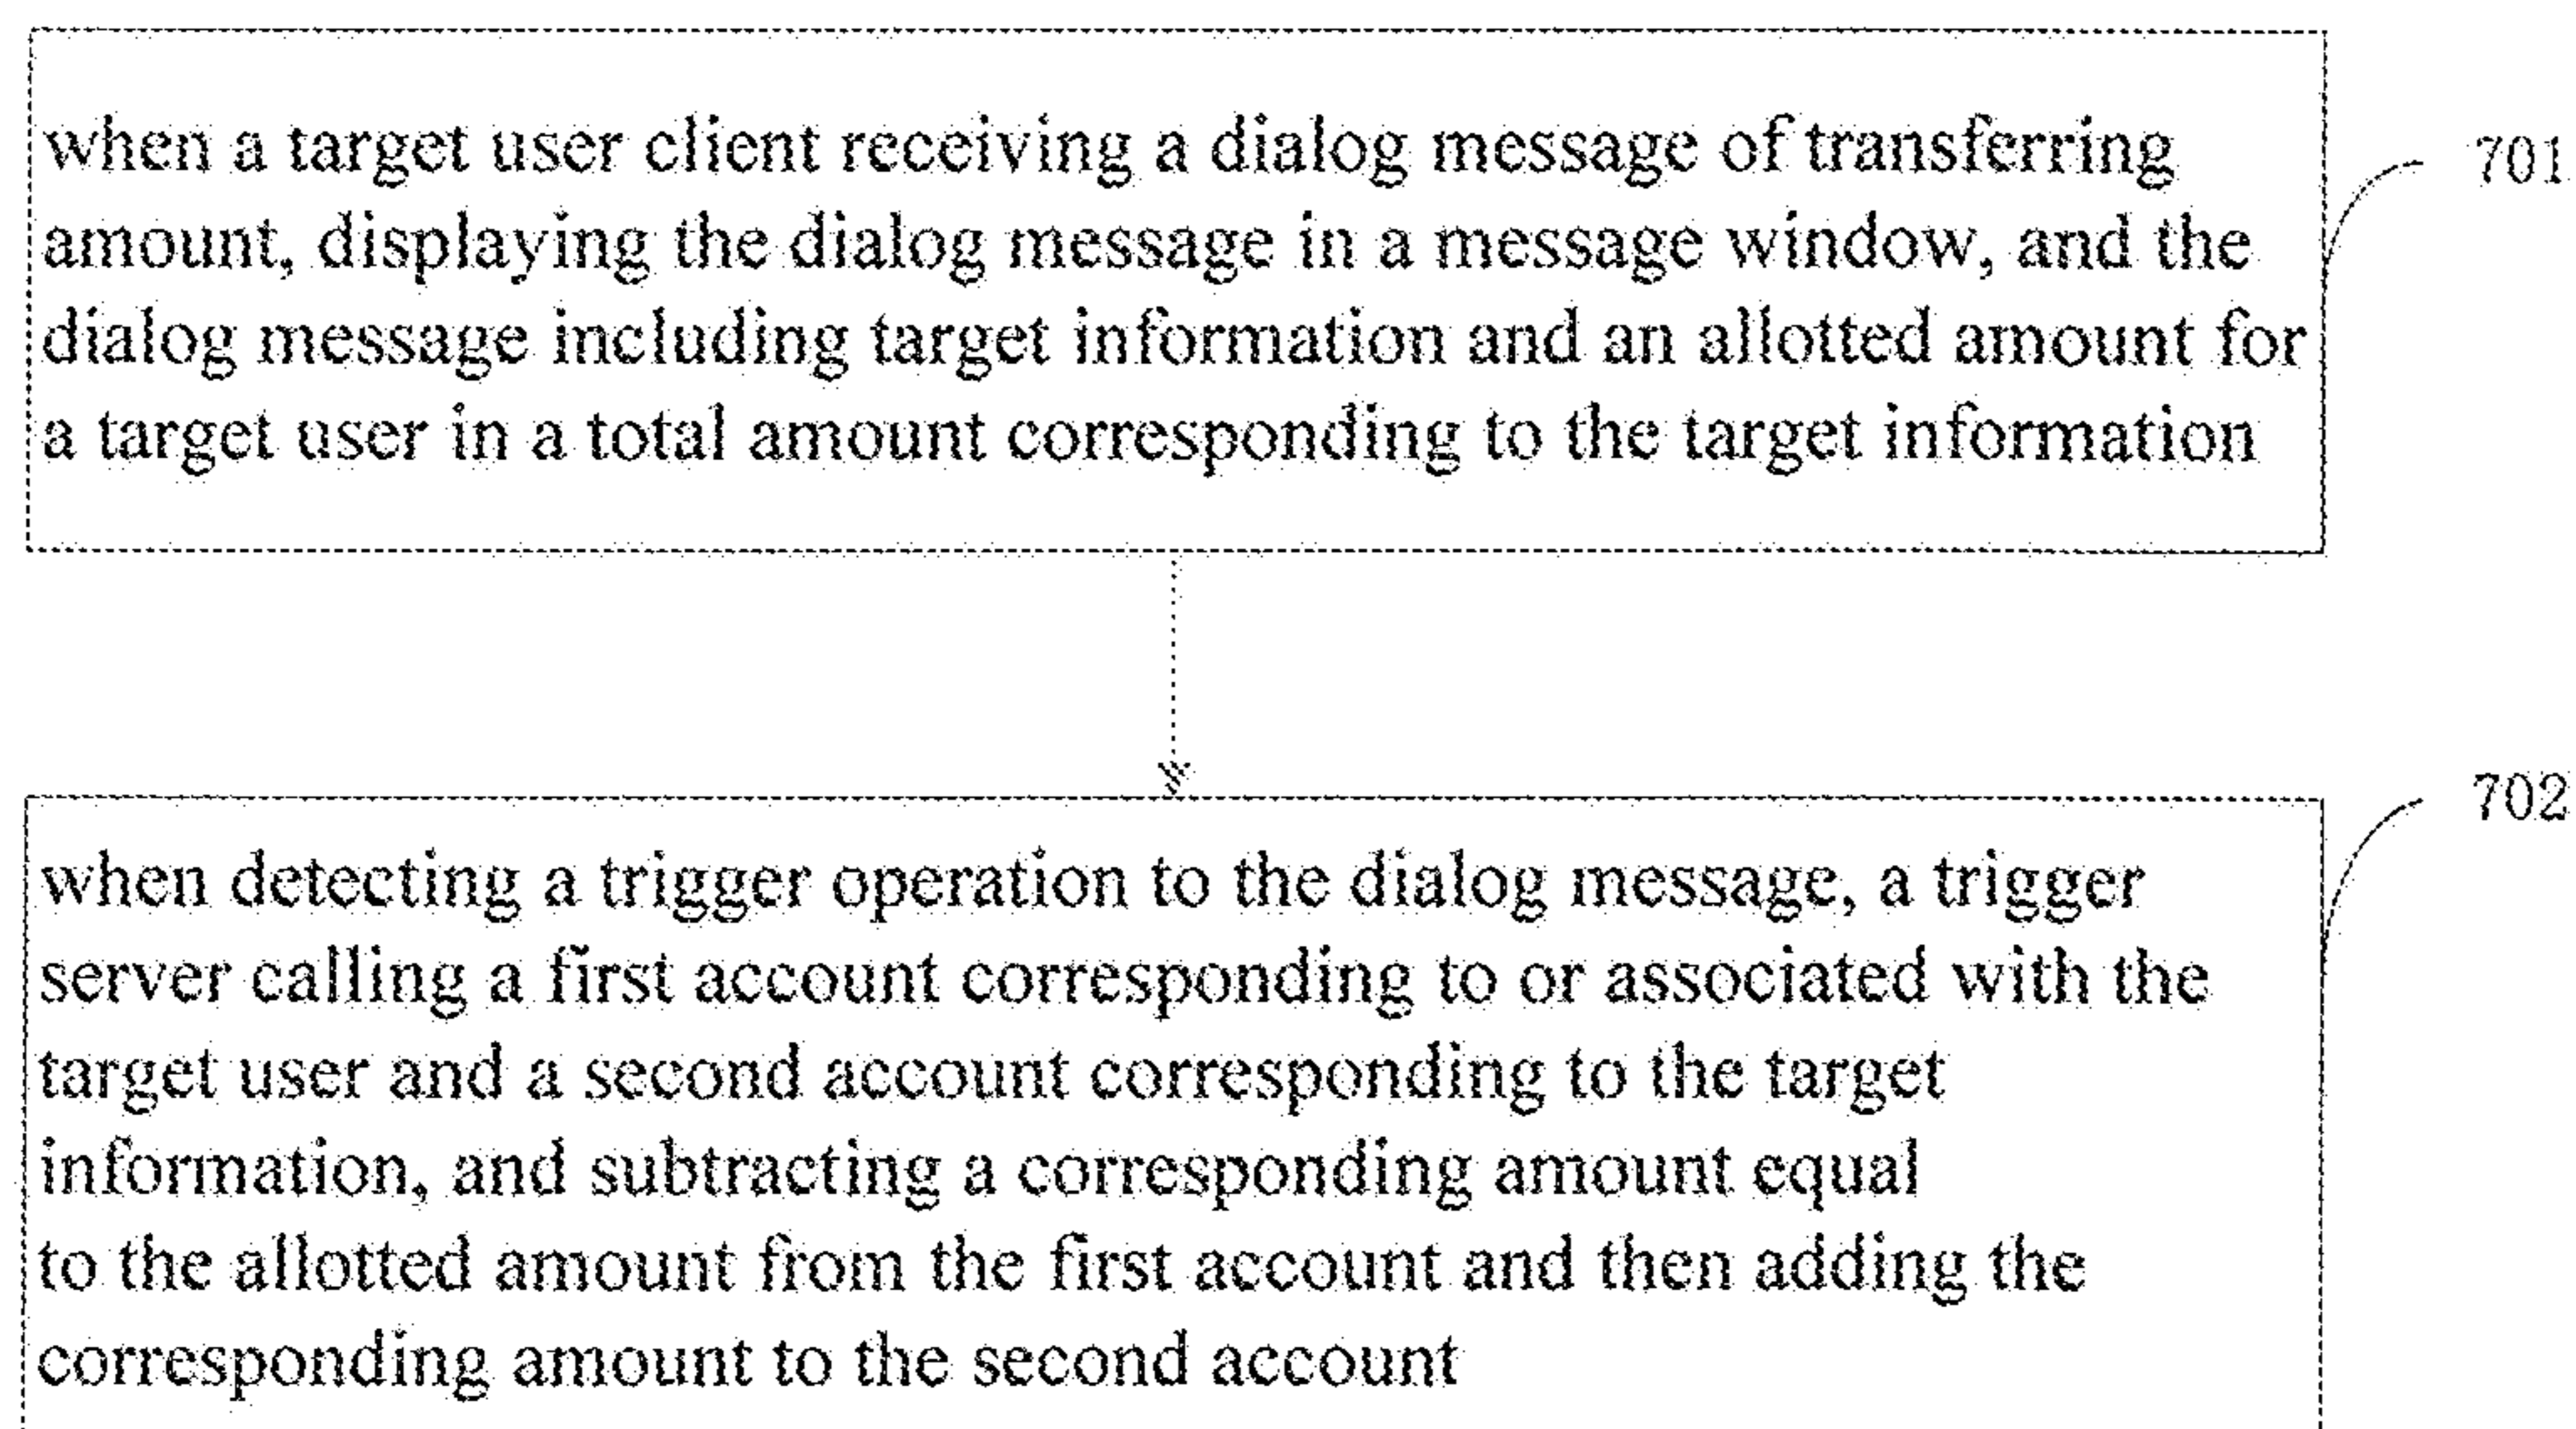 when a target user client receiving a dialog message of transferring
701
amount, displaying the dialog message in a message window, and the
dialog message including target information and an allotted amount for
a target user in a total amount corresponding to the target information
702
when detecting a trigger operation to the dialog message, a trigger
server calling a first account corresponding to or associated with the
target user and a second account corresponding to the target
information, and subtracting a corresponding amount equal
to the allotted amount from the first account and then adding the
corresponding amount to the second account